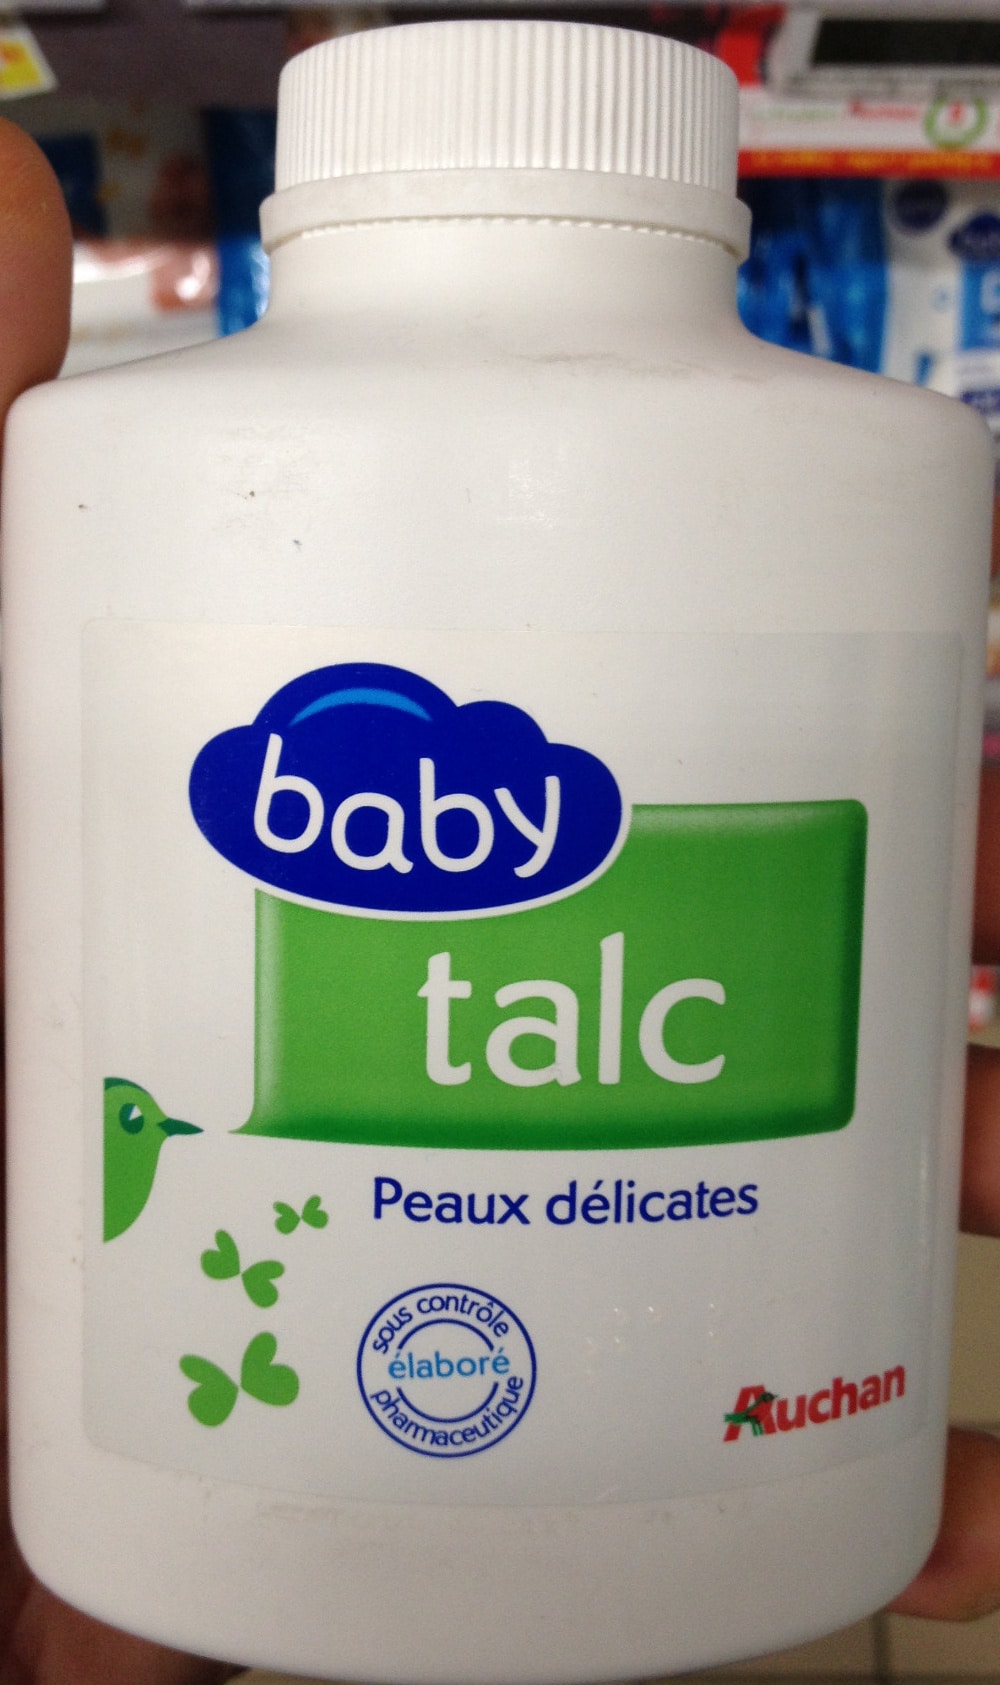 baby
talc
Peaux délicates
sous contrôle
élaboré
pharmaceutique
Auchan